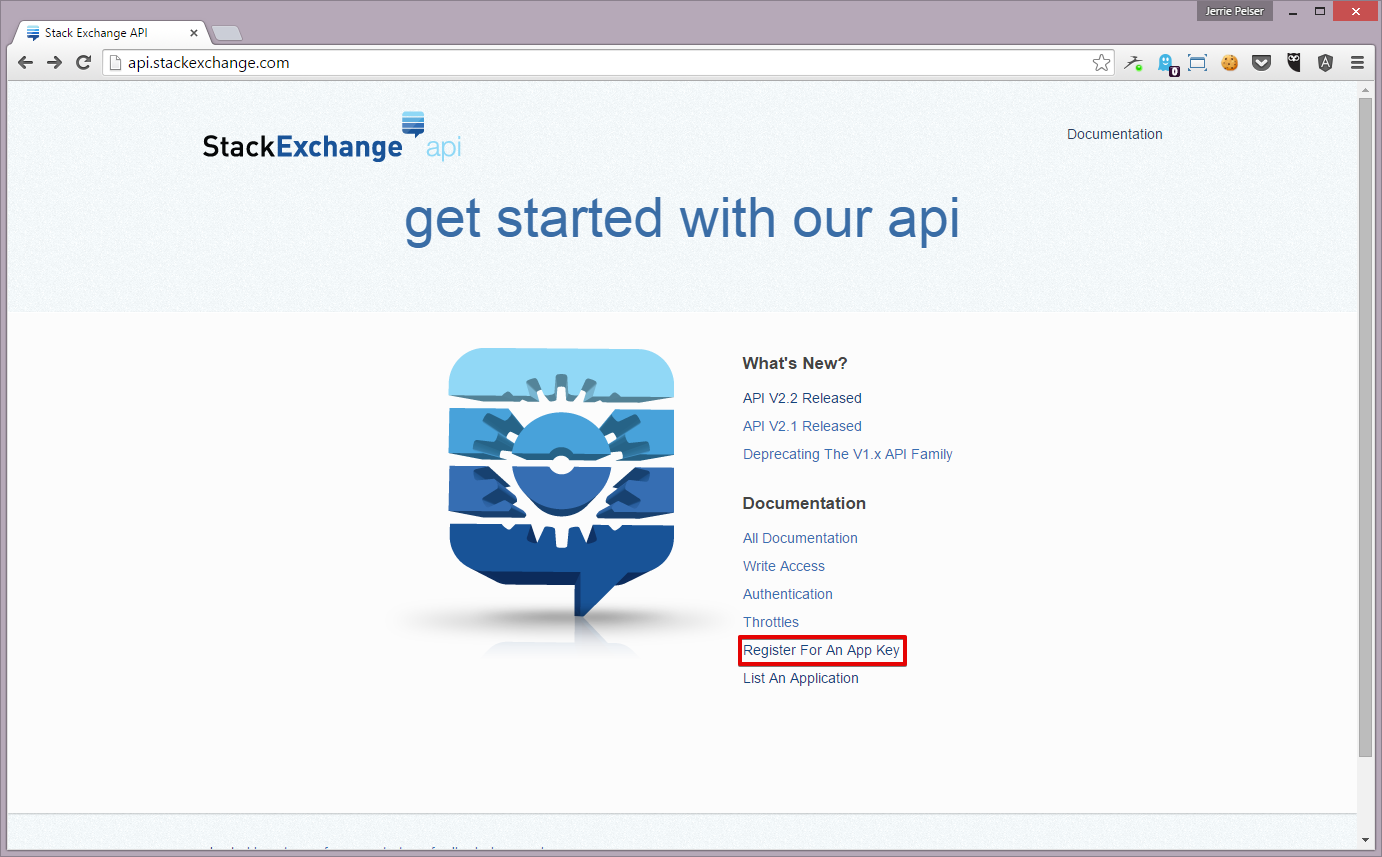 Jerrie Pelser
Stack Exchange API
api.stackexchange.com
0
StackExchange api
Documentation
get started with our api
What's New?
API V2.2 Released
API V2.1 Released
Deprecating The V1.x API Family
Documentation
All Documentation
Write Access
Authentication
Throttles
Register For An App Key
List An Application